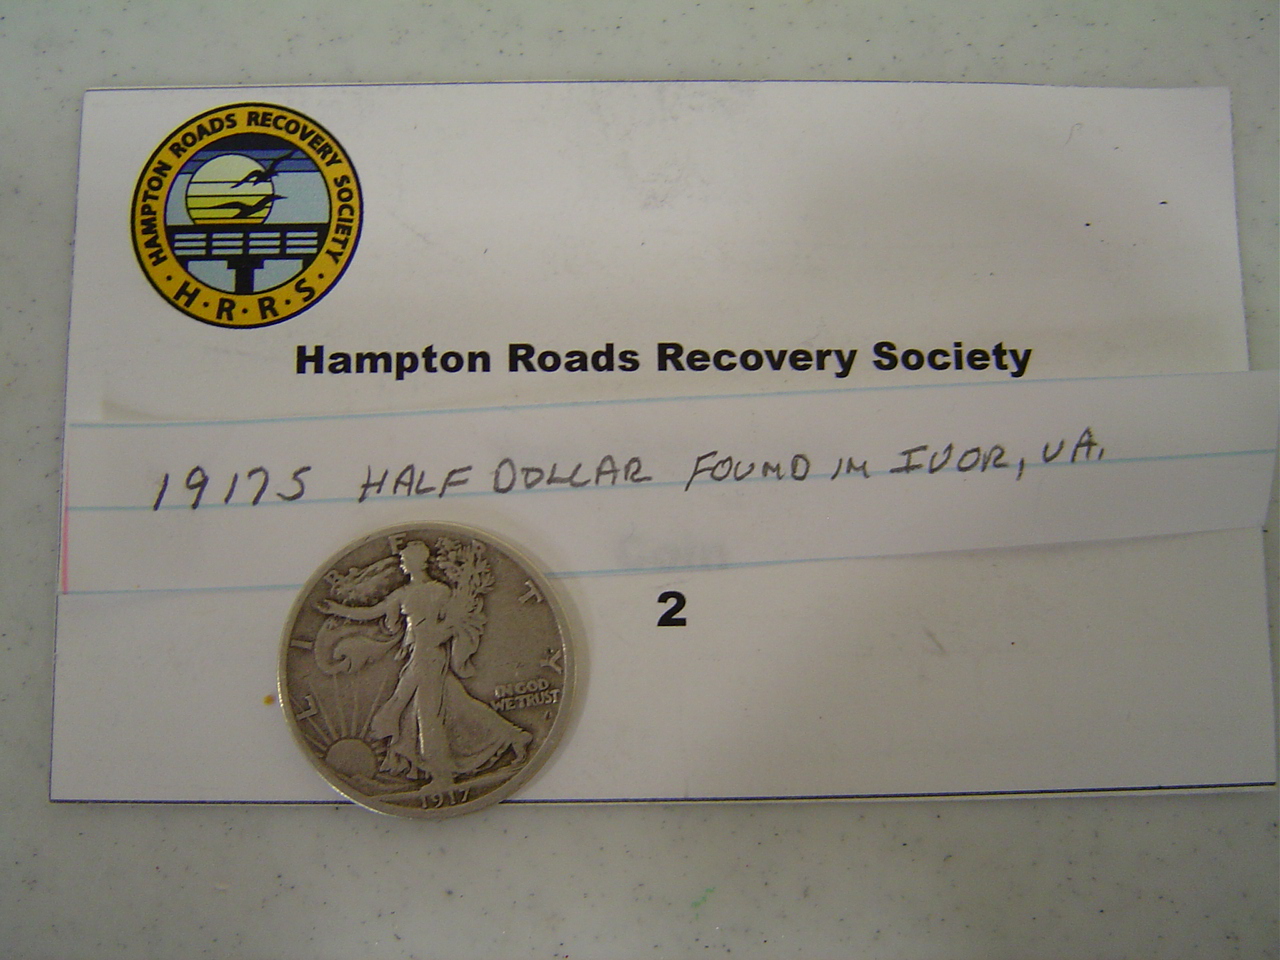 HAMPTON ROADS RECOVERY SOCIETY
· H · R · R · S ·
Hampton Roads Recovery Society
1917S HALF DOLLAR FOUND IN IVOR, VA.
Coin
2
LIBERTY
IN GOD
WE TRUST
1917